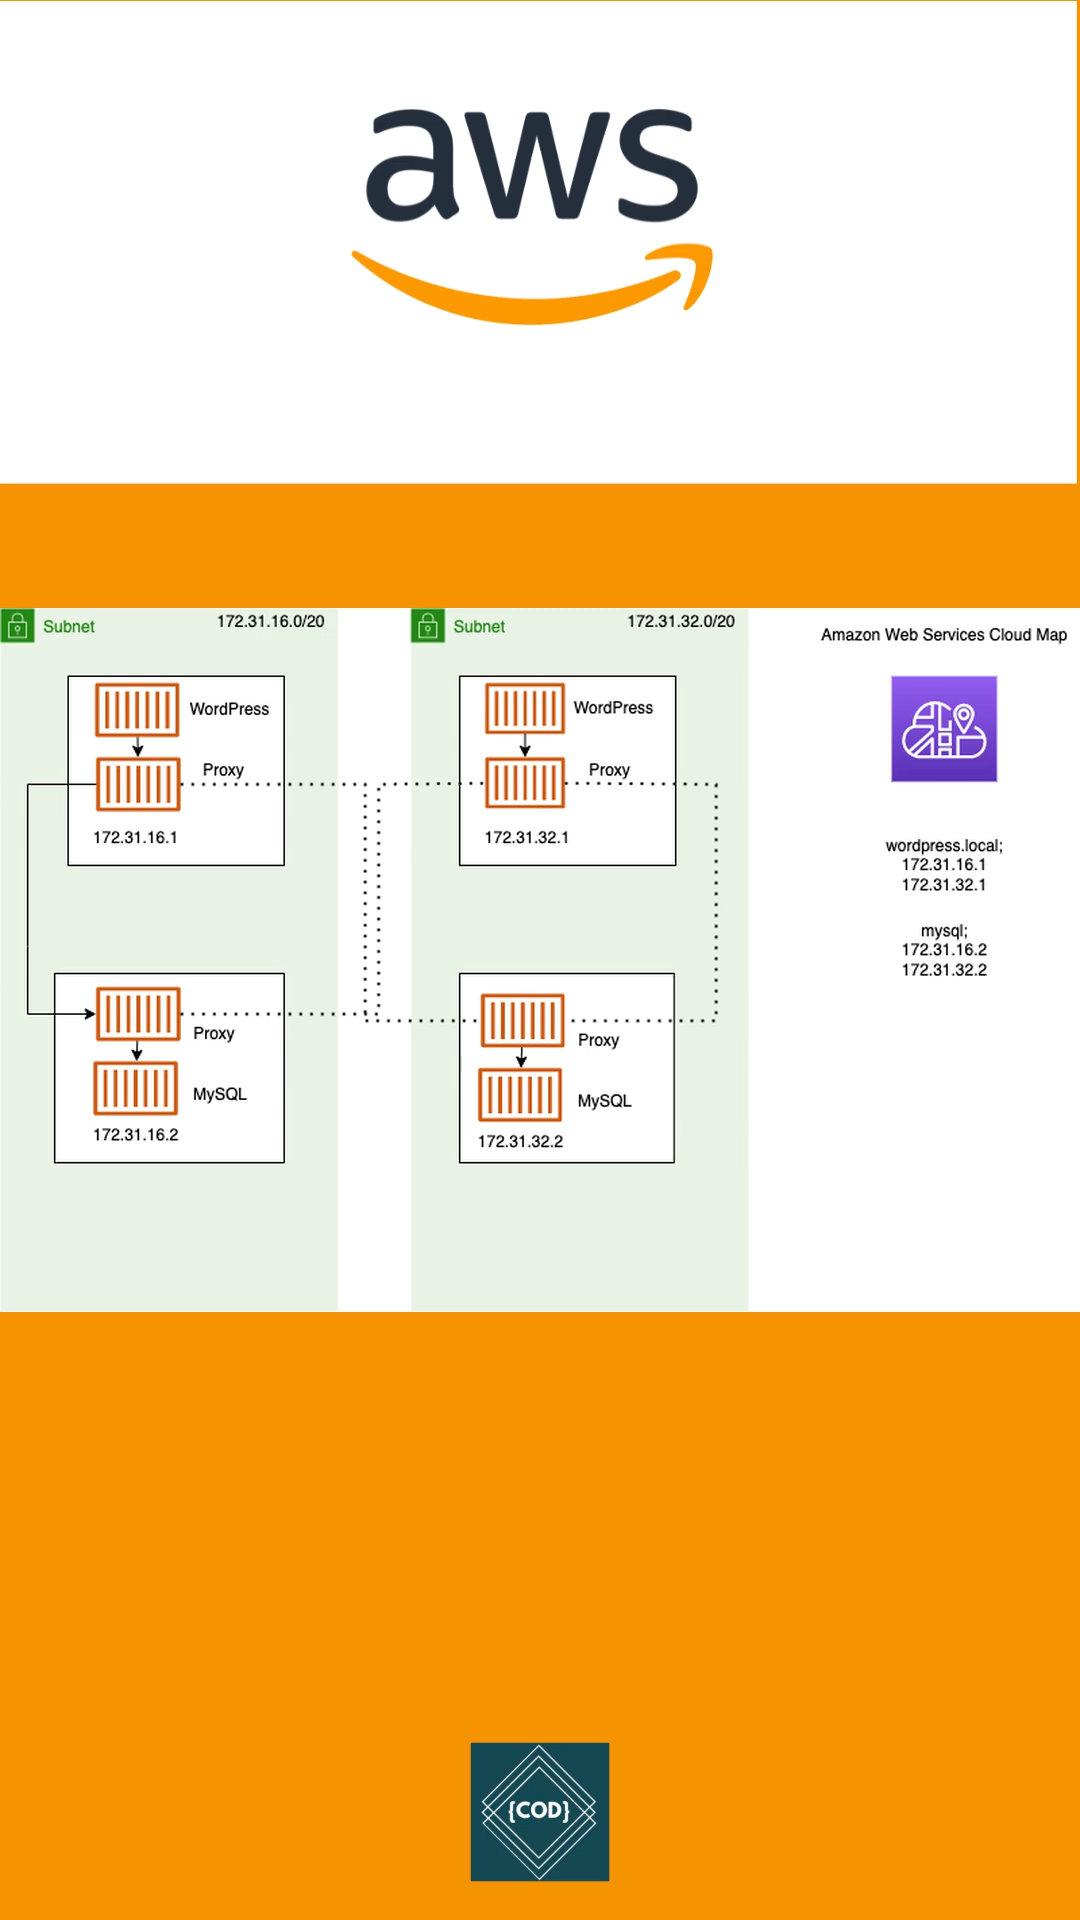 aws
Subnet
172.31.16.0/20
WordPress
Proxy
172.31.16.1
Proxy
MySQL
172.31.16.2
Subnet
172.31.32.0/20
WordPress
Proxy
172.31.32.1
Proxy
MySQL
172.31.32.2
Amazon Web Services Cloud Map
wordpress.local;
172.31.16.1
172.31.32.1
mysql;
172.31.16.2
172.31.32.2
{COD}